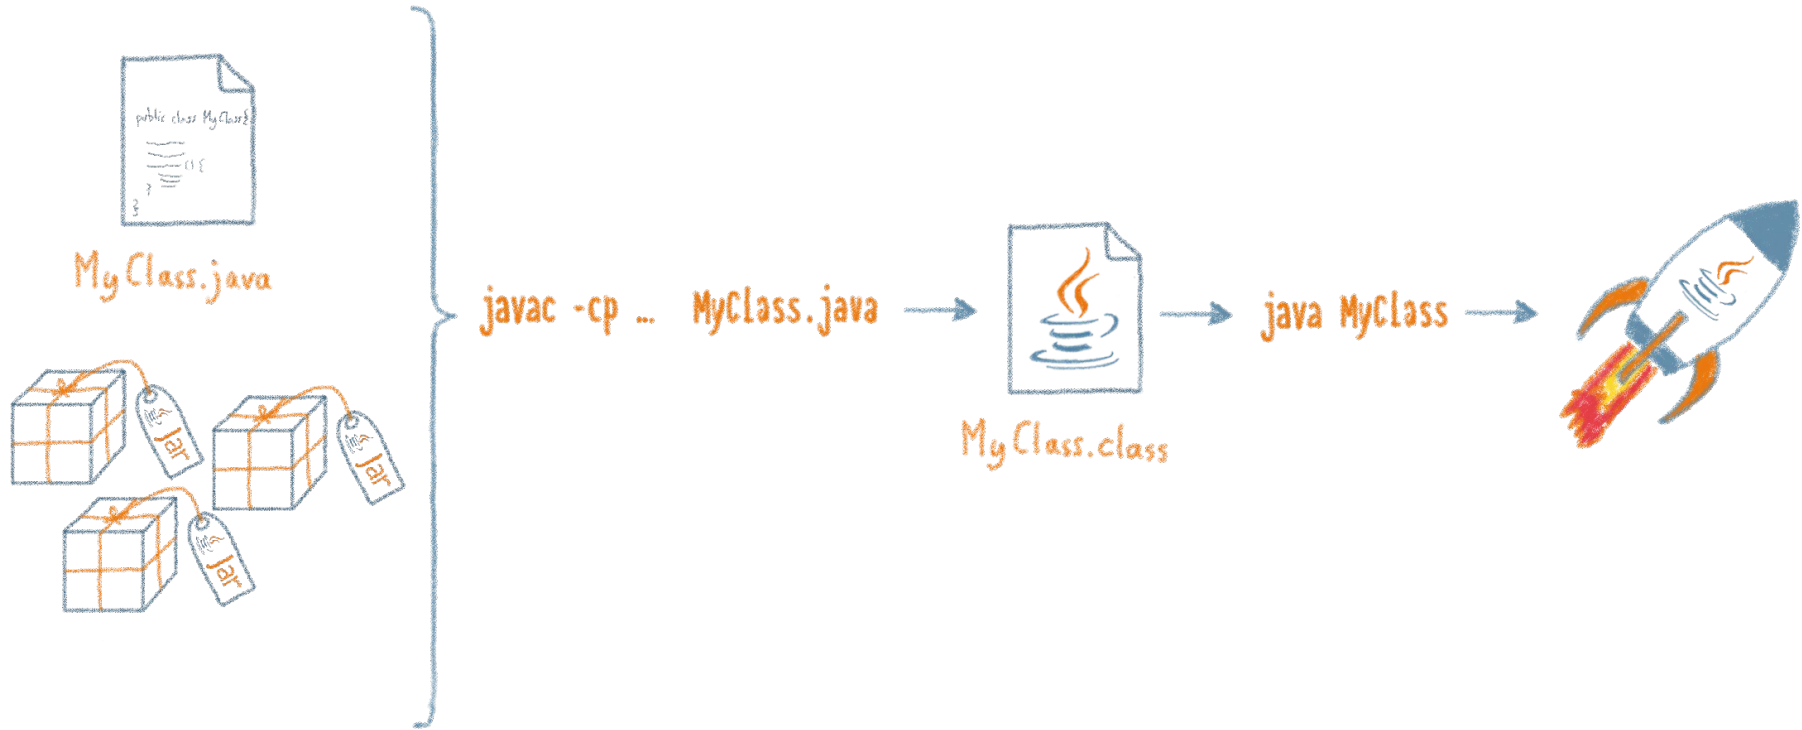 public class MyClass{
() {
}
}
MyClass.java
Jar
Jar
Jar
javac -cp ... MyClass.java
MyClass.class
java MyClass